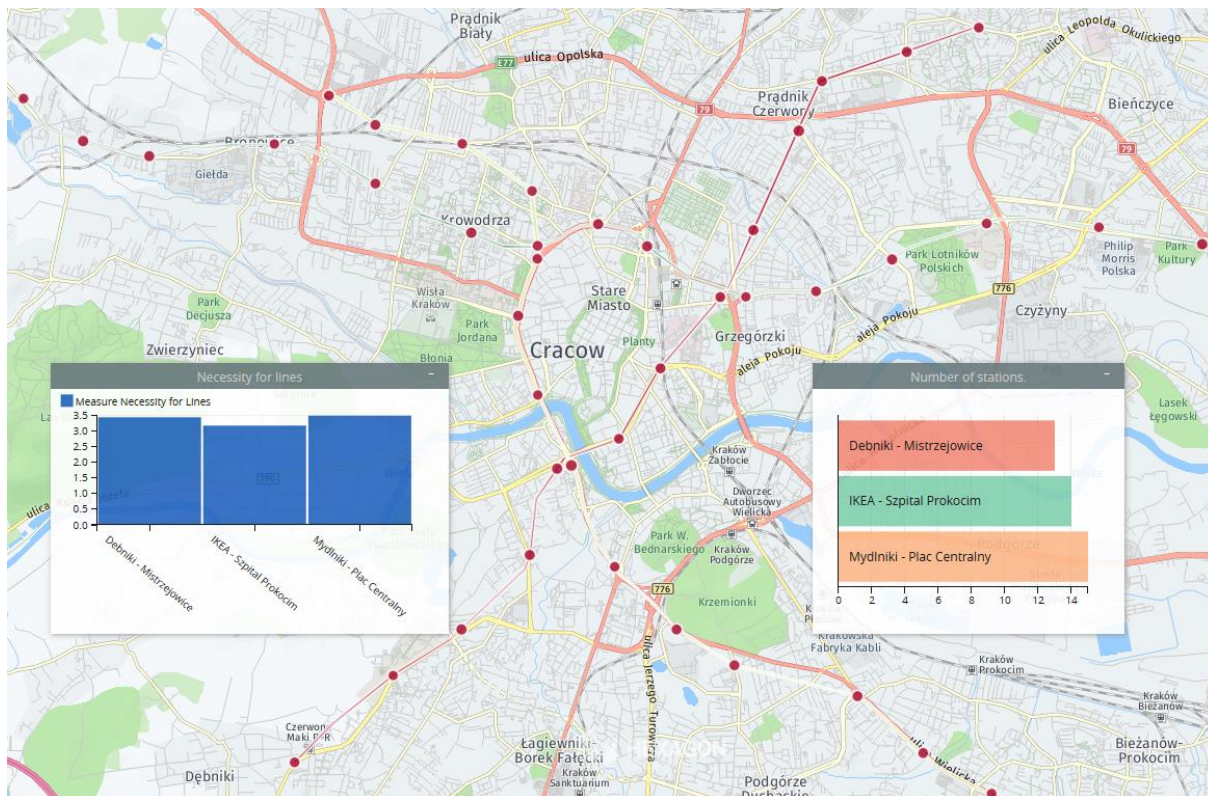 Prądnik
Biały
ulica Leopolda Okulickiego
E77
ulica Opolska
79
Prądnik
Czerwony
Bieńczyce
Bronowice
79
Giełda
Krowodrza
Park Lotników
Polskich
Philip
Morris
Polska
Park
Kultury
Wisła
Kraków
Stare
Miasto
776
Park
Decjusza
Czyżyny
Park
Jordana
Planty
Grzegórzki
aleja Pokoju
Zwierzyniec
Błonia
Cracow
aleja Pokoju
Necessity for lines
Number of stations.
Measure Necessity for Lines
3.5
3.0
2.5
2.0
1.5
1.0
0.5
0.0
Debniki - Mistrzejowice
IKEA - Szpital Prokocim
Mydlniki - Plac Centralny
780
ulica
Debniki - Mistrzejowice
IKEA - Szpital Prokocim
Mydlniki - Plac Centralny
0 2 4 6 8 10 12 14
Lasek
Łęgowski
Kraków
Zabłocie
Dworzec
Autobusowy
Wielicka
Park W.
Bednarskiego
Kraków
Podgórze
776
Krzemionki
Krakowska
Fabryka Kabli
Kraków
Prokocim
ulica Jerzego Turowicza
Kraków
Bieżanów
Czerwone
Maki P+R
HEXAGON
Łagiewniki-
Borek Fałęcki
ulica Wielicka
Bieżanów-
Prokocim
Dębniki
Kraków
Sanktuarium
Podgórze
Duchackie